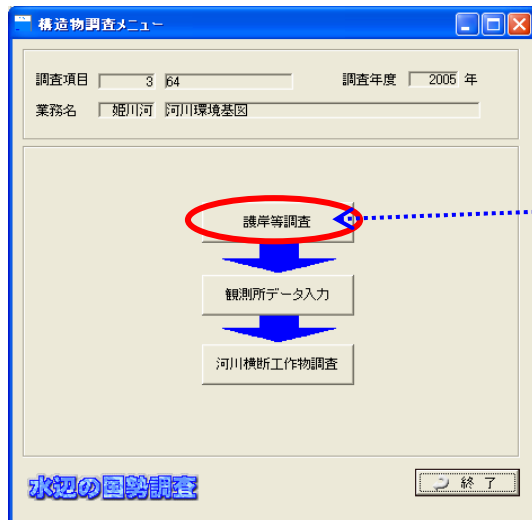 構造物調査メニュー
調査項目 3 64 調査年度 2005 年
業務名 姫川河 河川環境基図
護岸等調査
観測所データ入力
河川横断工作物調査
水辺の国勢調査 終了